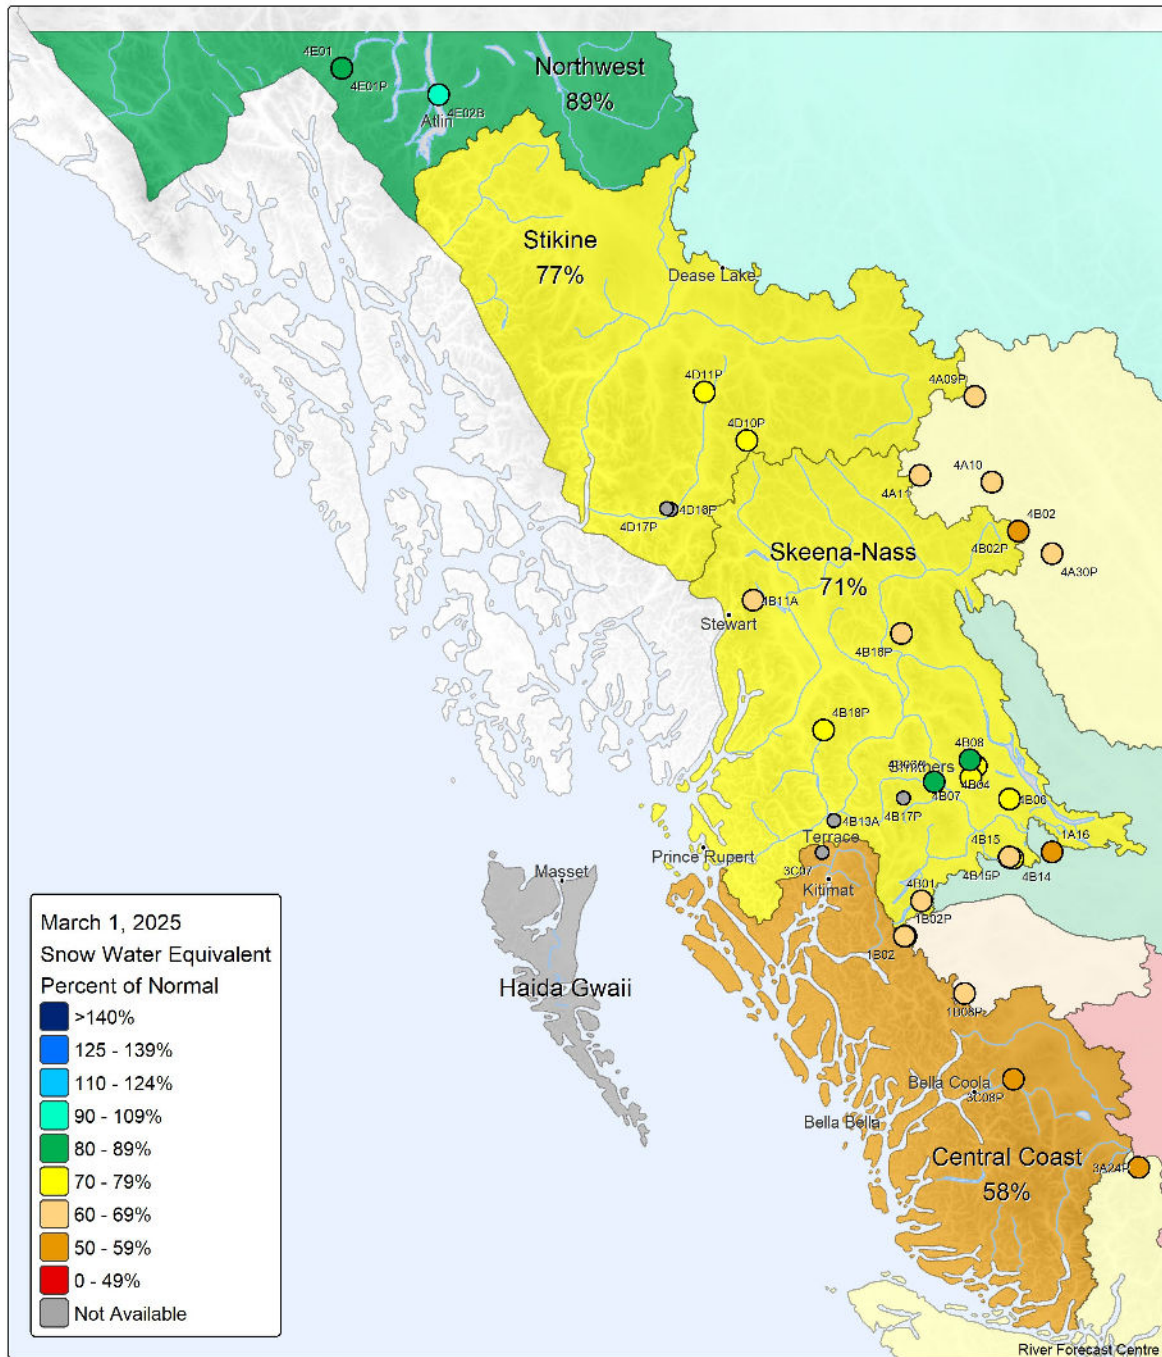 4E01
4E01P
Northwest
89%
4E02B
Atlin
Stikine
77%
Dease Lake
4D11P
4A09P
4D10P
4A11
4A10
4D17P
4D16P
4B02
4B02P
4A30P
Skeena-Nass
71%
4B11A
Stewart
4B16P
4B18P
4B08
Smithers
4B07
4B04
4B06
4B17P
4B13A
Terrace
1A16
4B15
Prince Rupert
3C07
4B15P
4B14
Masset
Kitimat
4B01
1B02P
1B02
Haida Gwaii
1B08P
Bella Coola
3C08P
Bella Bella
Central Coast
58%
3A24P
March 1, 2025
Snow Water Equivalent
Percent of Normal
>140%
125 - 139%
110 - 124%
90 - 109%
80 - 89%
70 - 79%
60 - 69%
50 - 59%
0 - 49%
Not Available
River Forecast Centre